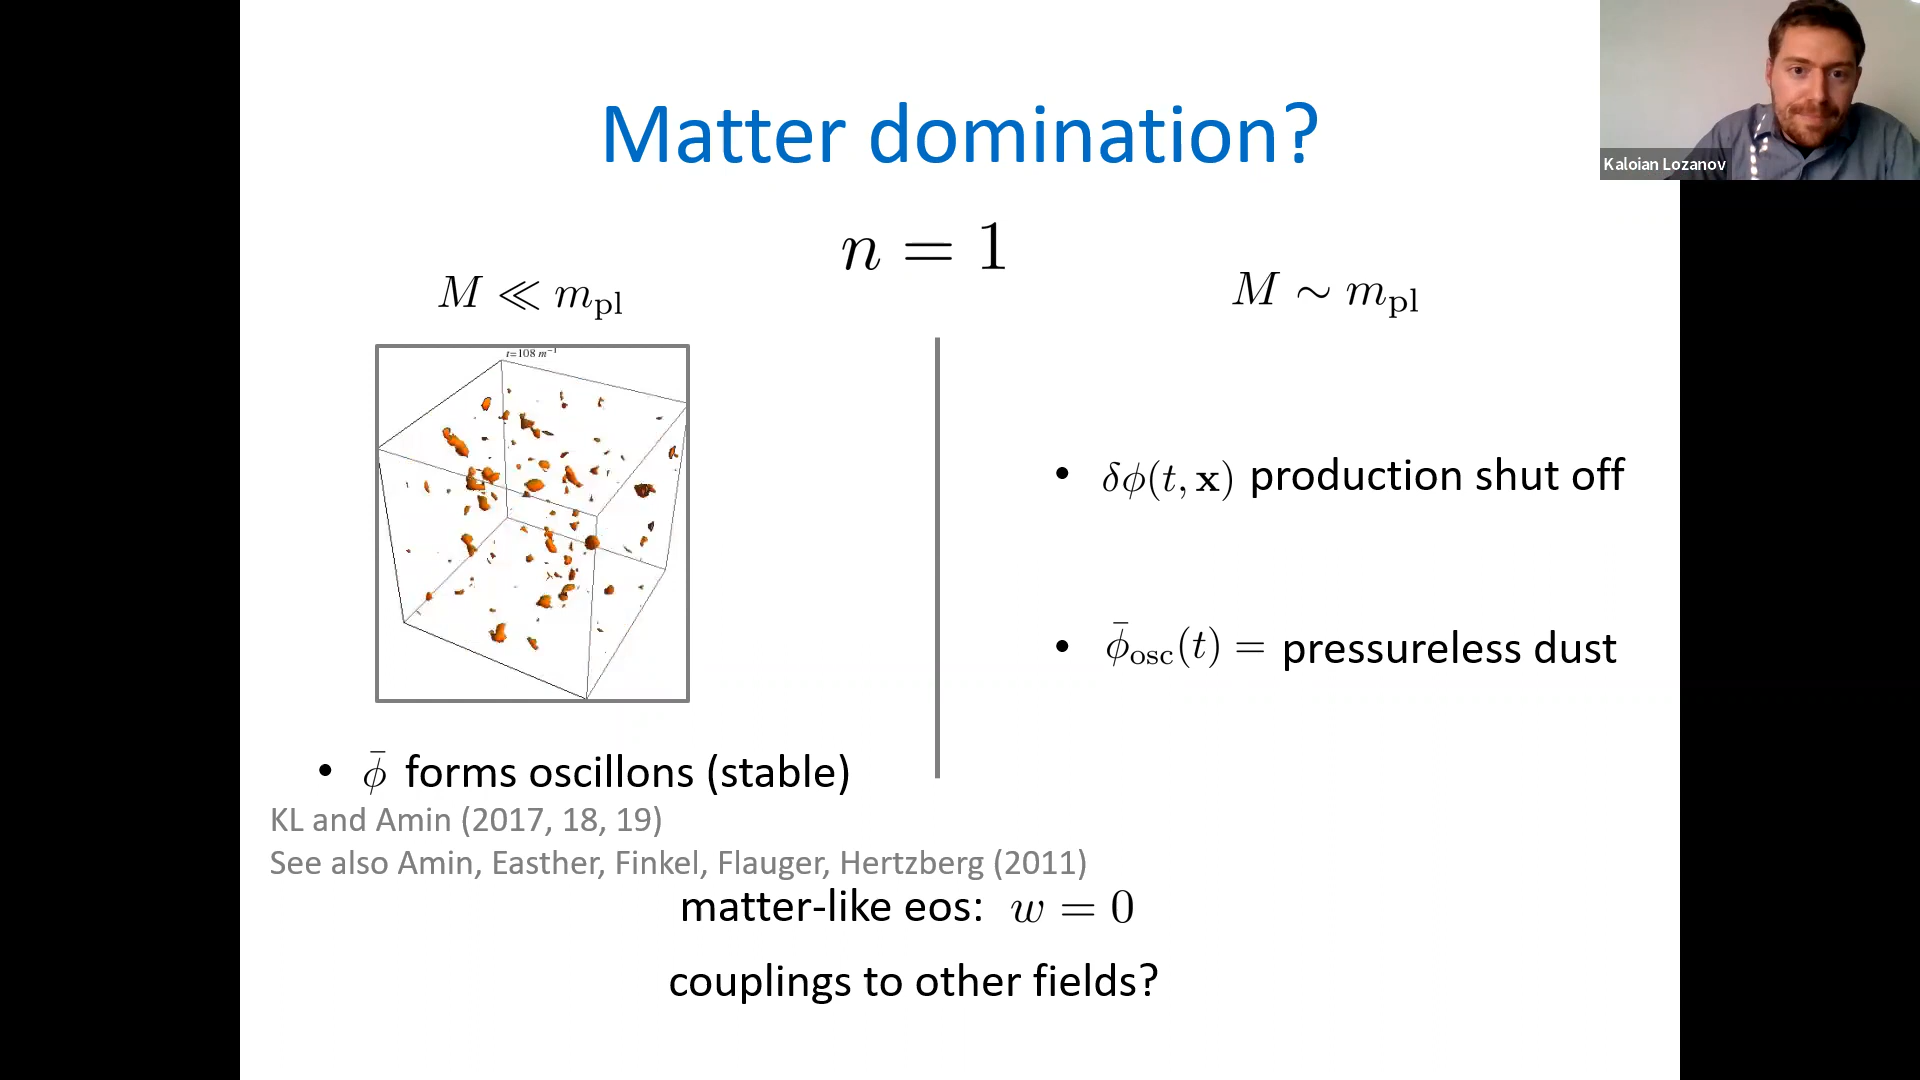 Matter domination?
n = 1
M ≪ m_pl
M ∼ m_pl
t=108 m⁻¹
• δϕ(t, x) production shut off
• ϕ̄_osc(t) = pressureless dust
• ϕ̄ forms oscillons (stable)
KL and Amin (2017, 18, 19)
See also Amin, Easther, Finkel, Flauger, Hertzberg (2011)
matter-like eos: w = 0
couplings to other fields?
Kaloian Lozanov